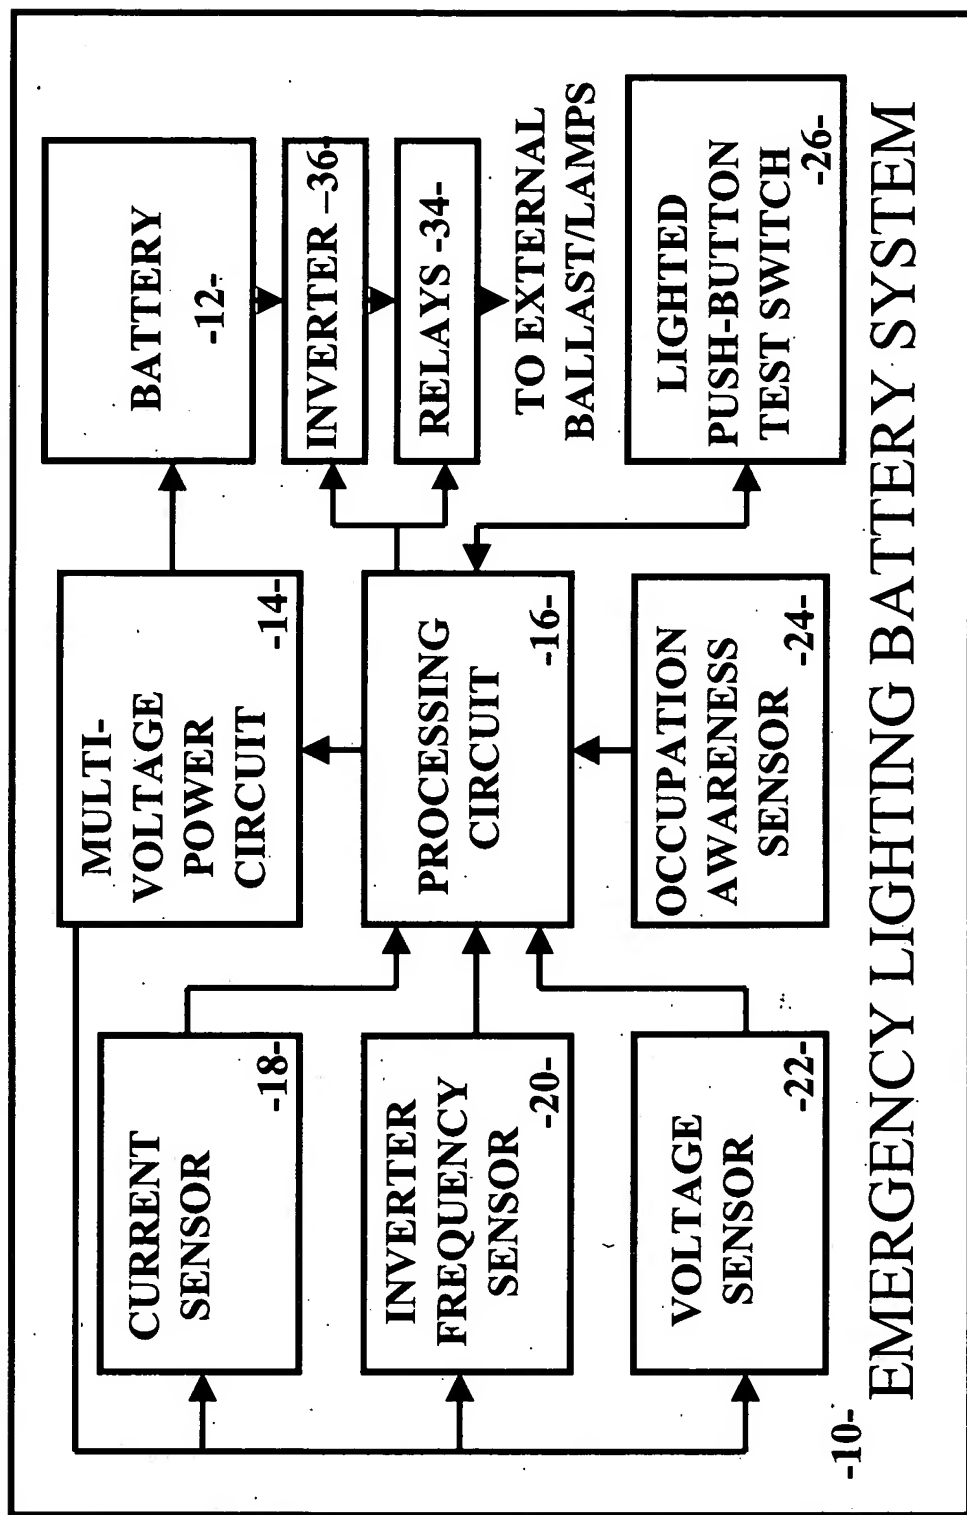 CURRENT
SENSOR
-18-
MULTI-
VOLTAGE
POWER
CIRCUIT
-14-
BATTERY
-12-
INVERTER –36-
RELAYS -34-
TO EXTERNAL
BALLAST/LAMPS
INVERTER
FREQUENCY
SENSOR
-20-
PROCESSING
CIRCUIT
-16-
VOLTAGE
SENSOR
-22-
OCCUPATION
AWARENESS
SENSOR
-24-
LIGHTED
PUSH-BUTTON
TEST SWITCH
-26-
-10-
EMERGENCY LIGHTING BATTERY SYSTEM